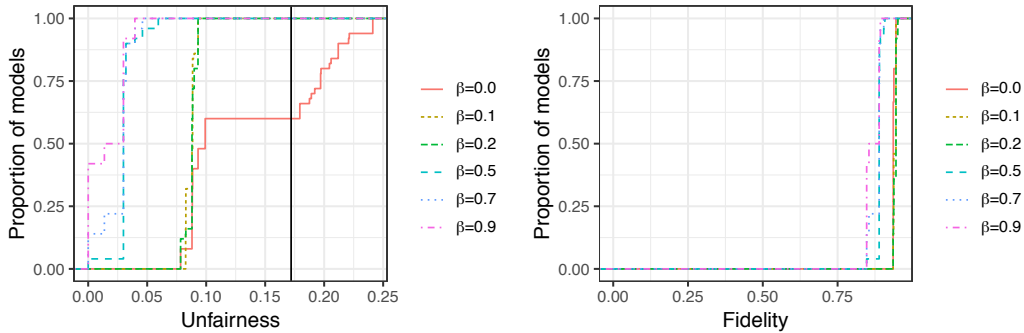 Proportion of models
1.00
0.75
0.50
0.25
0.00
0.00 0.05 0.10 0.15 0.20 0.25
Unfairness
β=0.0
β=0.1
β=0.2
β=0.5
β=0.7
β=0.9
Proportion of models
1.00
0.75
0.50
0.25
0.00
0.00 0.25 0.50 0.75
Fidelity
β=0.0
β=0.1
β=0.2
β=0.5
β=0.7
β=0.9